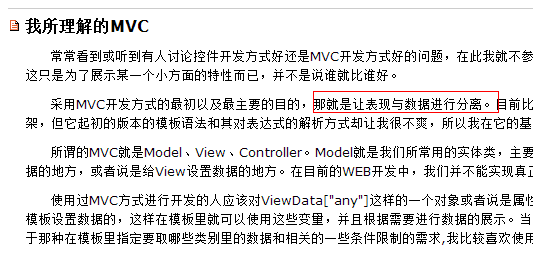 我所理解的MVC
常常看到或听到有人讨论控件开发方式好还是MVC开发方式好的问题，在此我就不参
这只是为了展示某一个小方面的特性而已，并不是说谁就比谁好。
采用MVC开发方式的最初以及最主要的目的，那就是让表现与数据进行分离。目前比
架，但它起初的版本的模板语法和其对表达式的解析方式却让我很不爽，所以我在它的基
所谓的MVC就是Model、View、Controller。Model就是我们所常用的实体类，主要
据的地方，或者说是给View设置数据的地方。在目前的WEB开发中，我们并不能实现真正
使用过MVC方式进行开发的人应该对ViewData["any"]这样的一个对象或者说是属性
模板设置数据的，这样在模板里就可以使用这些变量，并且根据需要进行数据的展示。当
于那种在模板里指定要取哪些类别里的数据和相关的一些条件限制的需求,我比较喜欢使用